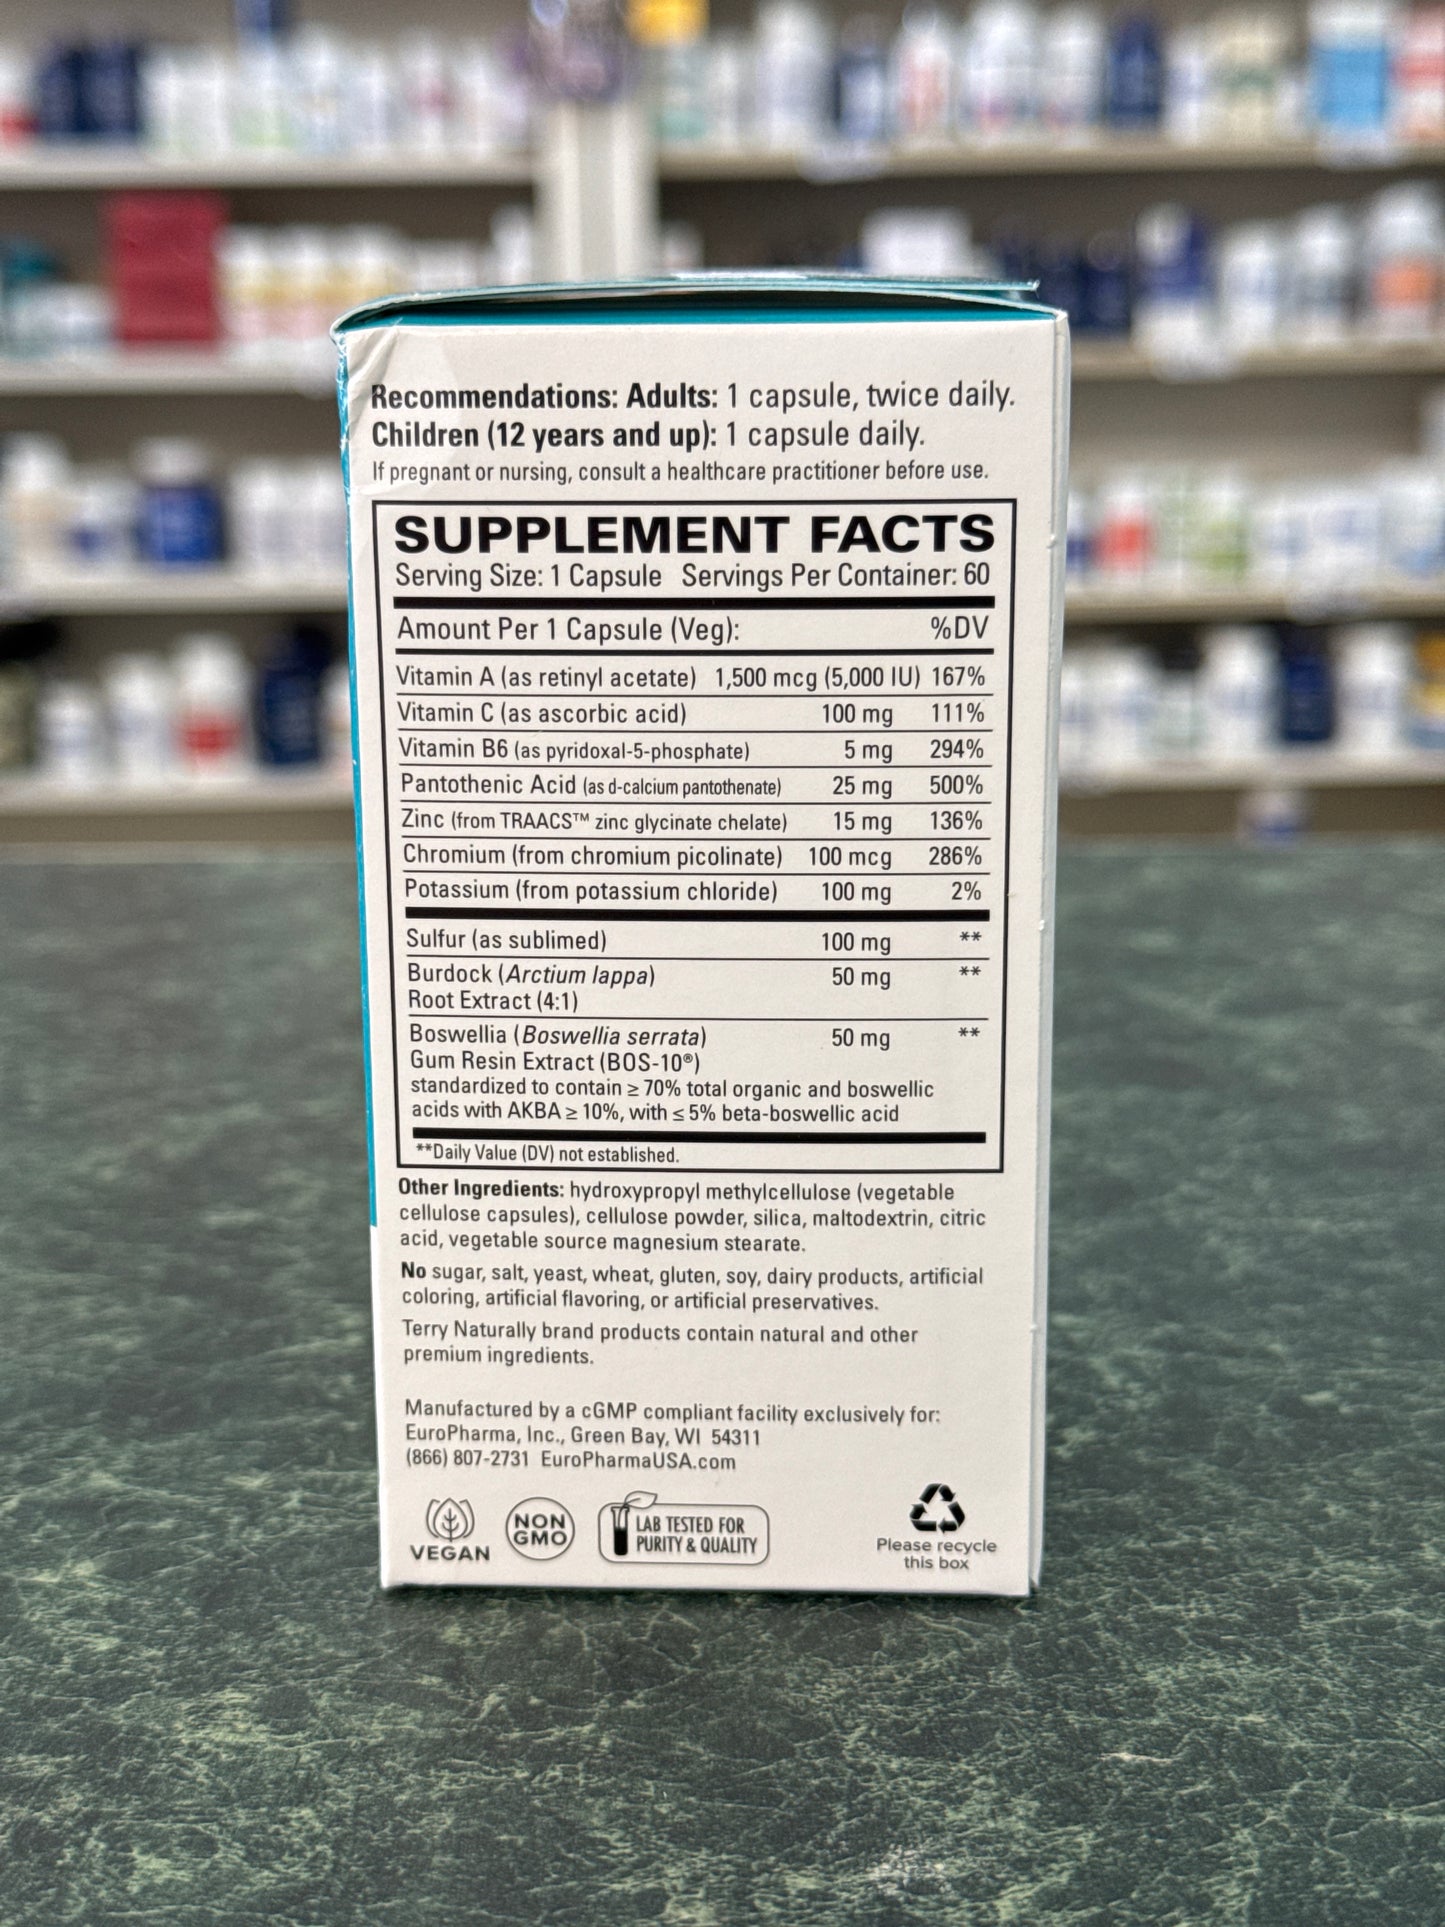 Recommendations: Adults: 1 capsule, twice daily.
Children (12 years and up): 1 capsule daily.
If pregnant or nursing, consult a healthcare practitioner before use.
SUPPLEMENT FACTS
Serving Size: 1 Capsule Servings Per Container: 60
Amount Per 1 Capsule (Veg): %DV
Vitamin A (as retinyl acetate) 1,500 mcg (5,000 IU) 167%
Vitamin C (as ascorbic acid) 100 mg 111%
Vitamin B6 (as pyridoxal-5-phosphate) 5 mg 294%
Pantothenic Acid (as d-calcium pantothenate) 25 mg 500%
Zinc (from TRAACS™ zinc glycinate chelate) 15 mg 136%
Chromium (from chromium picolinate) 100 mcg 286%
Potassium (from potassium chloride) 100 mg 2%
Sulfur (as sublimed) 100 mg **
Burdock (Arctium lappa) 50 mg **
Root Extract (4:1)
Boswellia (Boswellia serrata) 50 mg **
Gum Resin Extract (BOS-10®)
standardized to contain ≥ 70% total organic and boswellic
acids with AKBA ≥ 10%, with ≤ 5% beta-boswellic acid
**Daily Value (DV) not established.
Other Ingredients: hydroxypropyl methylcellulose (vegetable
cellulose capsules), cellulose powder, silica, maltodextrin, citric
acid, vegetable source magnesium stearate.
No sugar, salt, yeast, wheat, gluten, soy, dairy products, artificial
coloring, artificial flavoring, or artificial preservatives.
Terry Naturally brand products contain natural and other
premium ingredients.
Manufactured by a cGMP compliant facility exclusively for:
EuroPharma, Inc., Green Bay, WI 54311
(866) 807-2731 EuroPharmaUSA.com
VEGAN
NON
GMO
LAB TESTED FOR
PURITY & QUALITY
Please recycle
this box